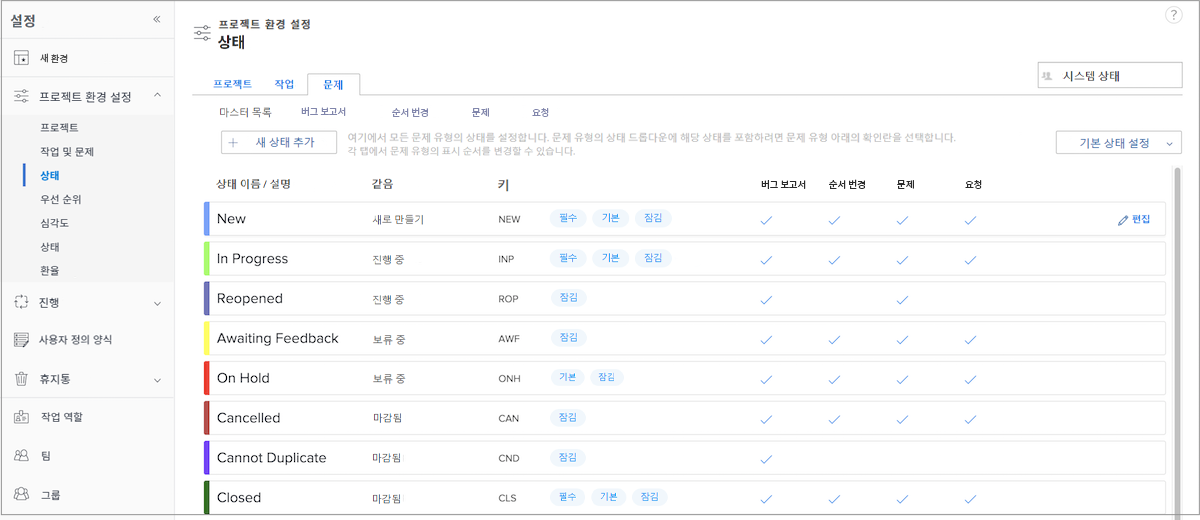 설정
«
새 환경
프로젝트 환경 설정
프로젝트
작업 및 문제
상태
우선 순위
심각도
상태
환율
진행
사용자 정의 양식
휴지통
작업 역할
팀
그룹
?
프로젝트 환경 설정
상태
시스템 상태
프로젝트 작업 문제
마스터 목록 버그 보고서 순서 변경 문제 요청
+ 새 상태 추가
여기에서 모든 문제 유형의 상태를 설정합니다. 문제 유형의 상태 드롭다운에 해당 상태를 포함하려면 문제 유형 아래의 확인란을 선택합니다.
각 탭에서 문제 유형의 표시 순서를 변경할 수 있습니다.
기본 상태 설정
상태 이름 / 설명 같음 키 버그 보고서 순서 변경 문제 요청
New 새로 만들기 NEW 필수 기본 잠김 편집
In Progress 진행 중 INP 필수 기본 잠김
Reopened 진행 중 ROP 잠김
Awaiting Feedback 보류 중 AWF 잠김
On Hold 보류 중 ONH 기본 잠김
Cancelled 마감됨 CAN 잠김
Cannot Duplicate 마감됨 CND 잠김
Closed 마감됨 CLS 필수 기본 잠김